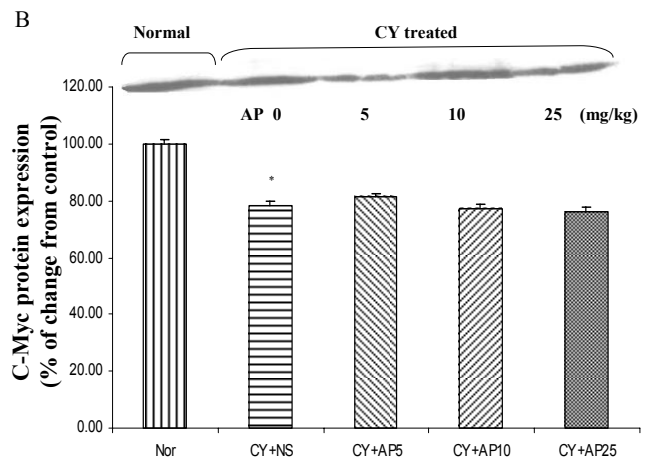 B
Normal CY treated
AP 0 5 10 25 (mg/kg)
C-Myc protein expression
(% of change from control)
120.00
100.00
80.00
60.00
40.00
20.00
0.00
*
Nor CY+NS CY+AP5 CY+AP10 CY+AP25